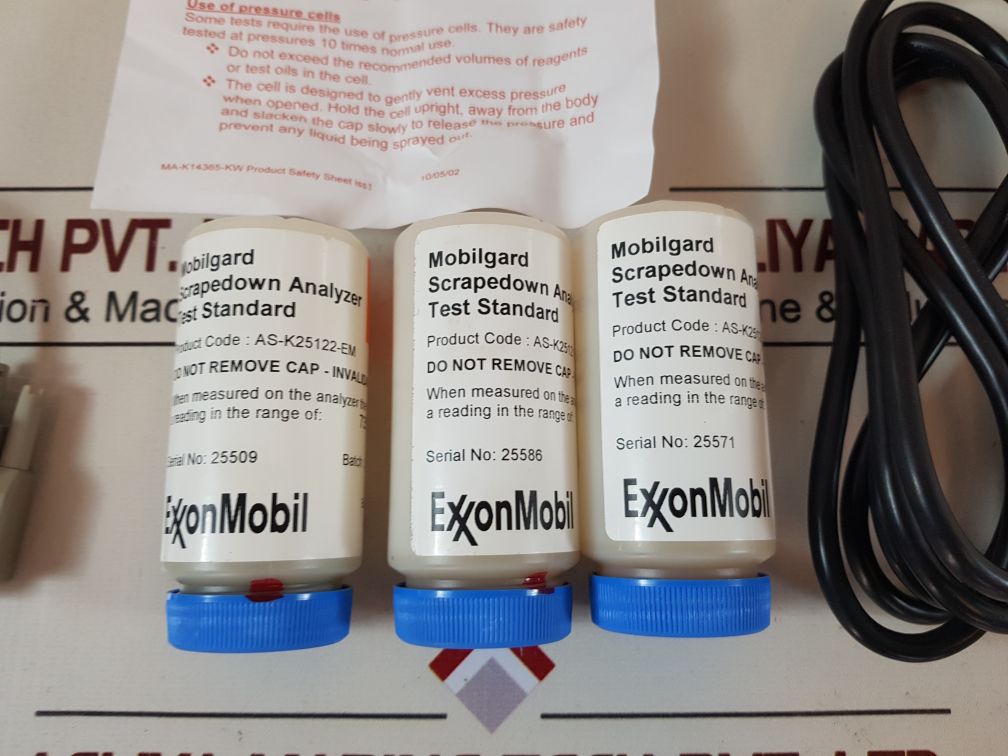 Use of pressure cells
Some tests require the use of pressure cells. They are safety
tested at pressures 10 times normal use.
❖ Do not exceed the recommended volumes of reagents
or test oils in the cell.
❖ The cell is designed to gently vent excess pressure
when opened. Hold the cell upright, away from the body
and slacken the cap slowly to release the pressure and
prevent any liquid being sprayed out.
MA-K14365-KW Product Safety Sheet Iss1 10/05/02
CH PVT.
ion & Mac
Mobilgard
Scrapedown Analyzer
Test Standard
Product Code : AS-K25122-EM
DO NOT REMOVE CAP - INVALID
When measured on the analyzer the
reading in the range of: 
Serial No: 25509 Batch
ExxonMobil
Mobilgard
Scrapedown Ana
Test Standard
Product Code : AS-K2512
DO NOT REMOVE CAP
When measured on the a
a reading in the range of
Serial No: 25586
ExxonMobil
Mobilgard
Scrapedown Ana
Test Standard
Product Code : AS-K25
DO NOT REMOVE CAP
When measured on the
a reading in the range of
Serial No: 25571
ExxonMobil
LIYA
ne &